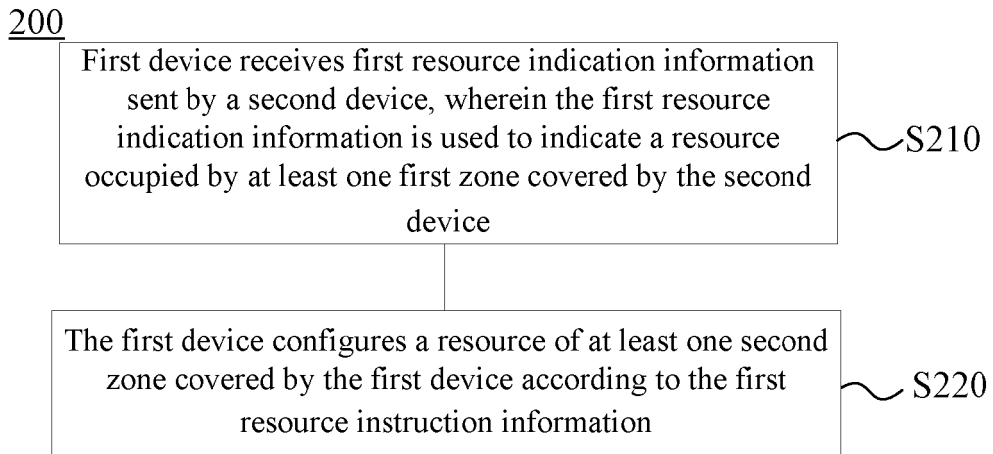 200
First device receives first resource indication information
sent by a second device, wherein the first resource
indication information is used to indicate a resource
occupied by at least one first zone covered by the second
device
S210
The first device configures a resource of at least one second
zone covered by the first device according to the first
resource instruction information
S220